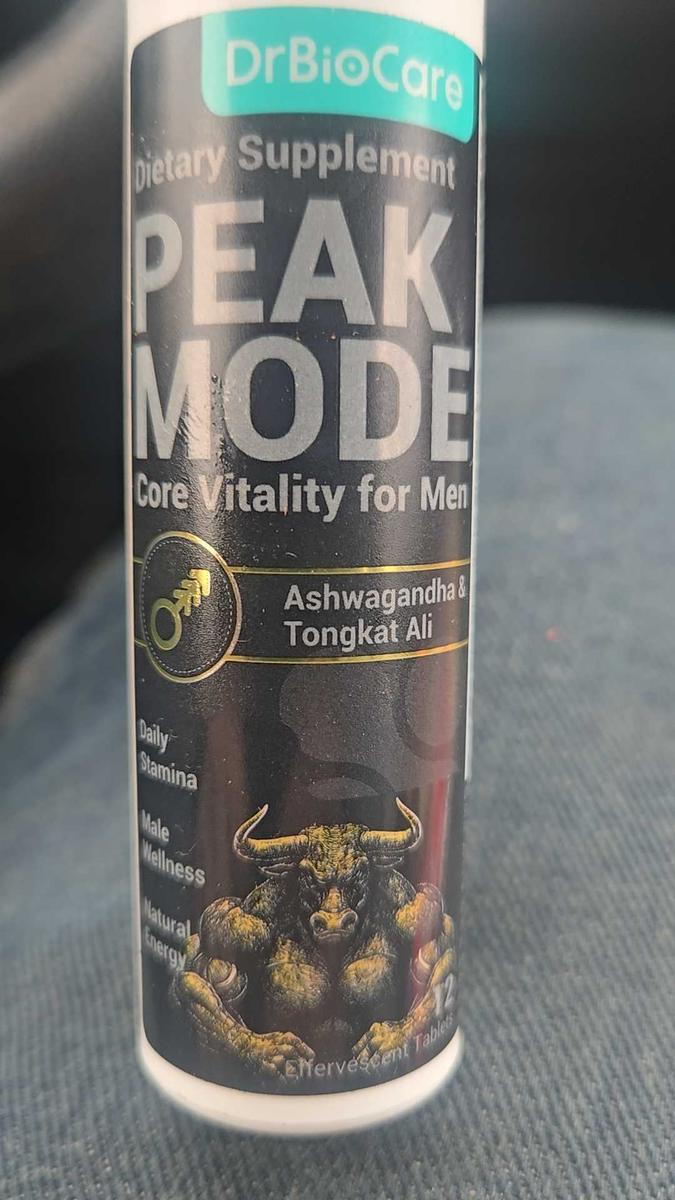 DrBioCare
Dietary Supplement
PEAK
MODE
Core Vitality for Men
Ashwagandha &
Tongkat Ali
Daily
Stamina
Male
Wellness
Natural
Energy
12
Effervescent Tablets